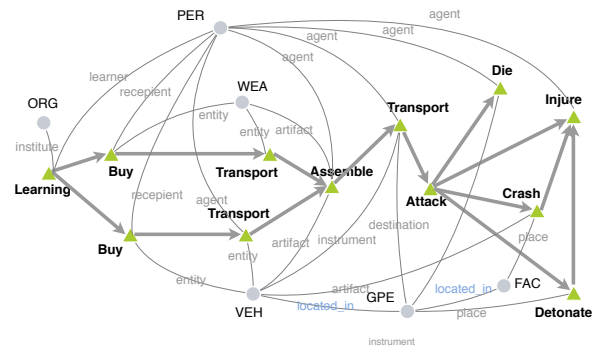 PER
agent
agent
agent
agent
Die
learner
recepient
WEA
Injure
ORG
Transport
entity
entity
artifact
institute
Buy
Transport
Assemble
Learning
recepient
agent
Attack
Crash
Transport
destination
Buy
artifact
instrument
place
entity
entity
artifact
located_in
FAC
VEH
located_in
GPE
place
Detonate
instrument